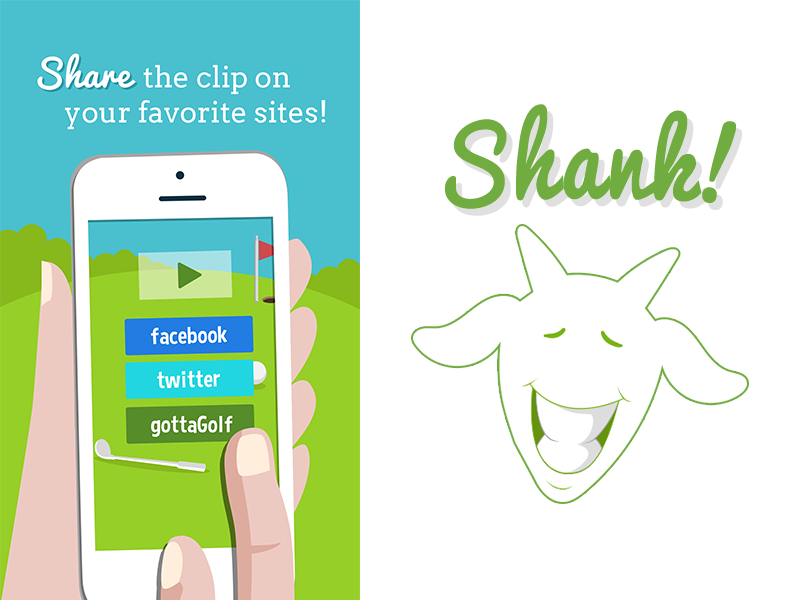 Share the clip on
your favorite sites!
facebook
twitter
gottaGolf
Shank!